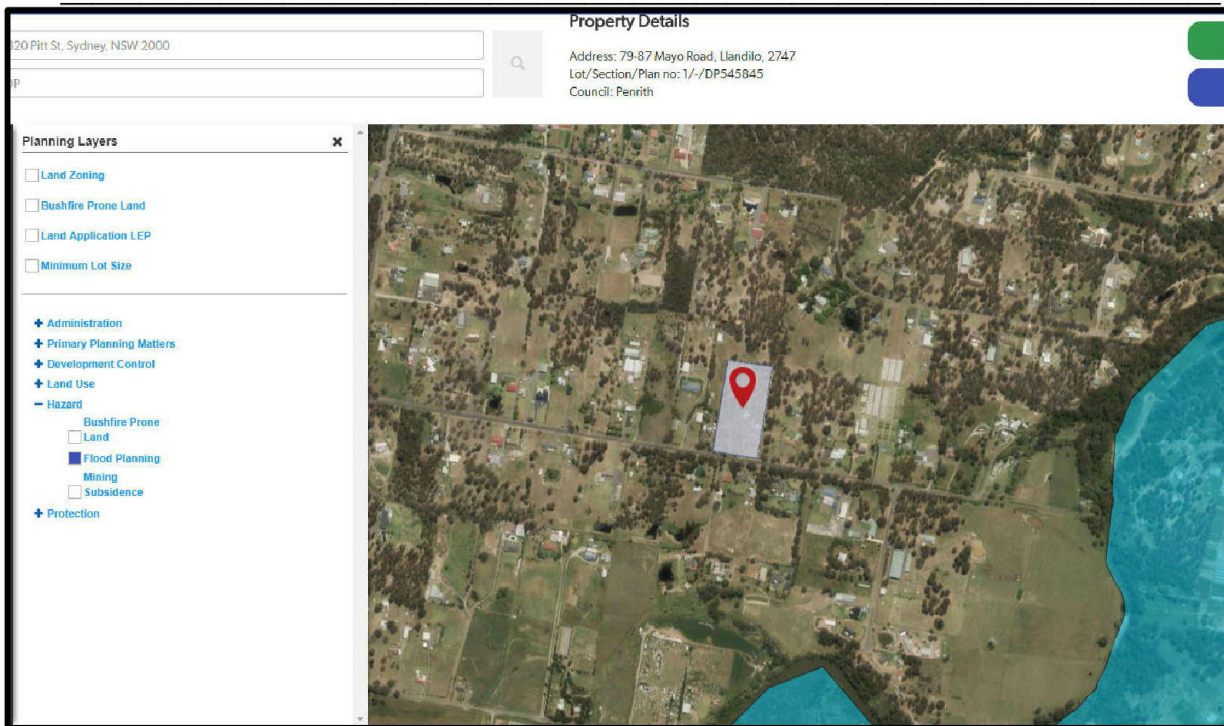 Property Details
320 Pitt St, Sydney, NSW 2000
Address: 79-87 Mayo Road, Llandilo, 2747
Lot/Section/Plan no: 1/-/DP545845
Council: Penrith
Planning Layers
Land Zoning
Bushfire Prone Land
Land Application LEP
Minimum Lot Size
+ Administration
+ Primary Planning Matters
+ Development Control
+ Land Use
− Hazard
Bushfire Prone
Land
Flood Planning
Mining
Subsidence
+ Protection